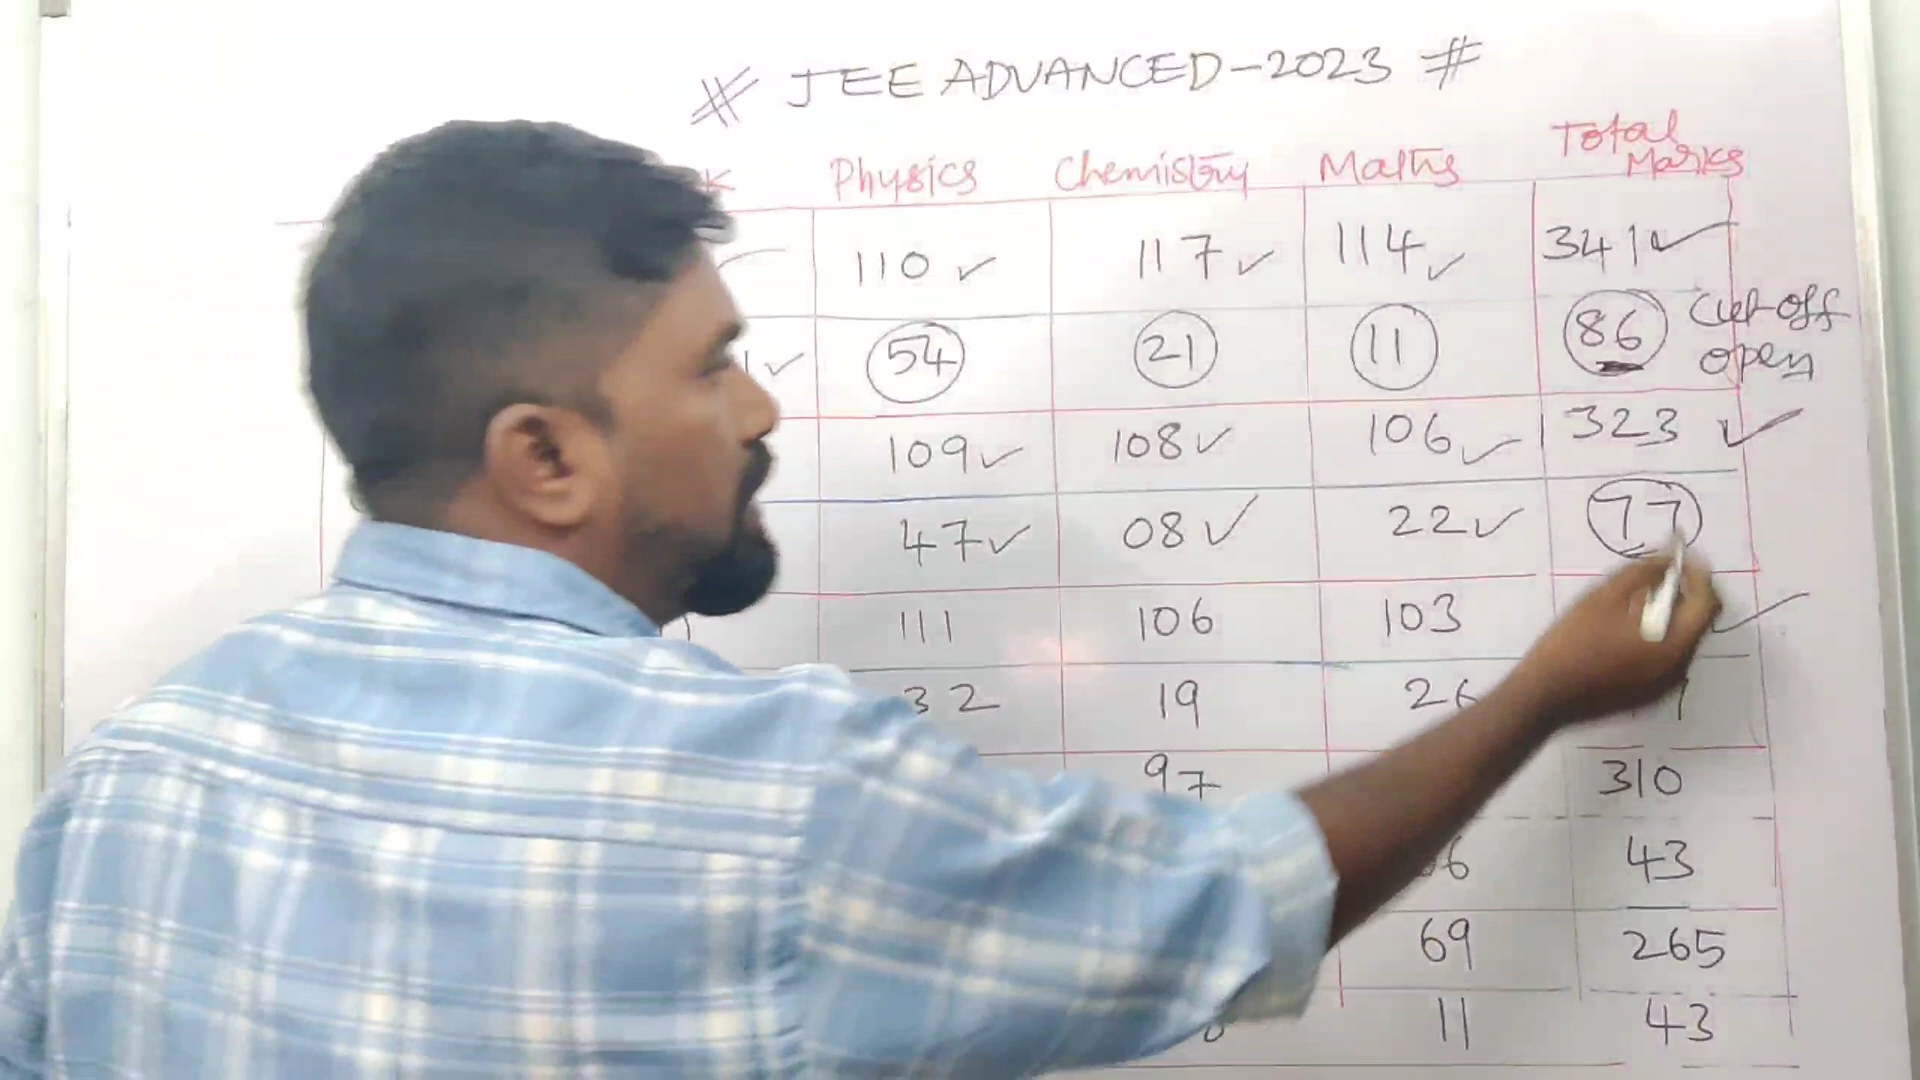 # JEE ADVANCED-2023 #
Physics Chemistry Maths Total Marks
110 ✓ 117 ✓ 114 ✓ 341 ✓
✓ 54 21 11 86 cut-off open
109 ✓ 108 ✓ 106 ✓ 323 ✓
47 ✓ 08 ✓ 22 ✓ 77
111 106 103 ✓
32 19 26
97 310
43
69 265
11 43